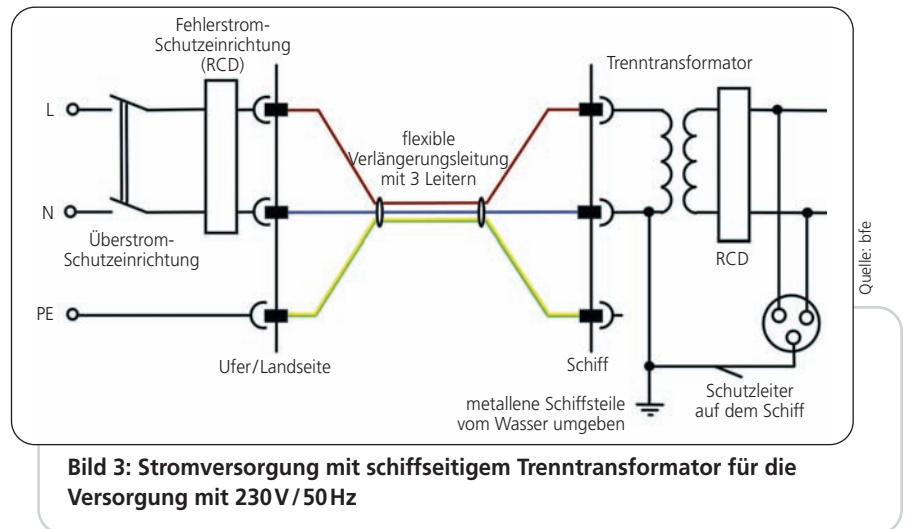 Fehlerstrom-
Schutzeinrichtung
(RCD)
Trenntransformator
L
flexible
Verlängerungsleitung
mit 3 Leitern
N
Überstrom-
Schutzeinrichtung
RCD
Quelle: bfe
PE
Ufer/Landseite
Schiff
metallene Schiffsteile
vom Wasser umgeben
Schutzleiter
auf dem Schiff
Bild 3: Stromversorgung mit schiffseitigem Trenntransformator für die
Versorgung mit 230 V / 50 Hz